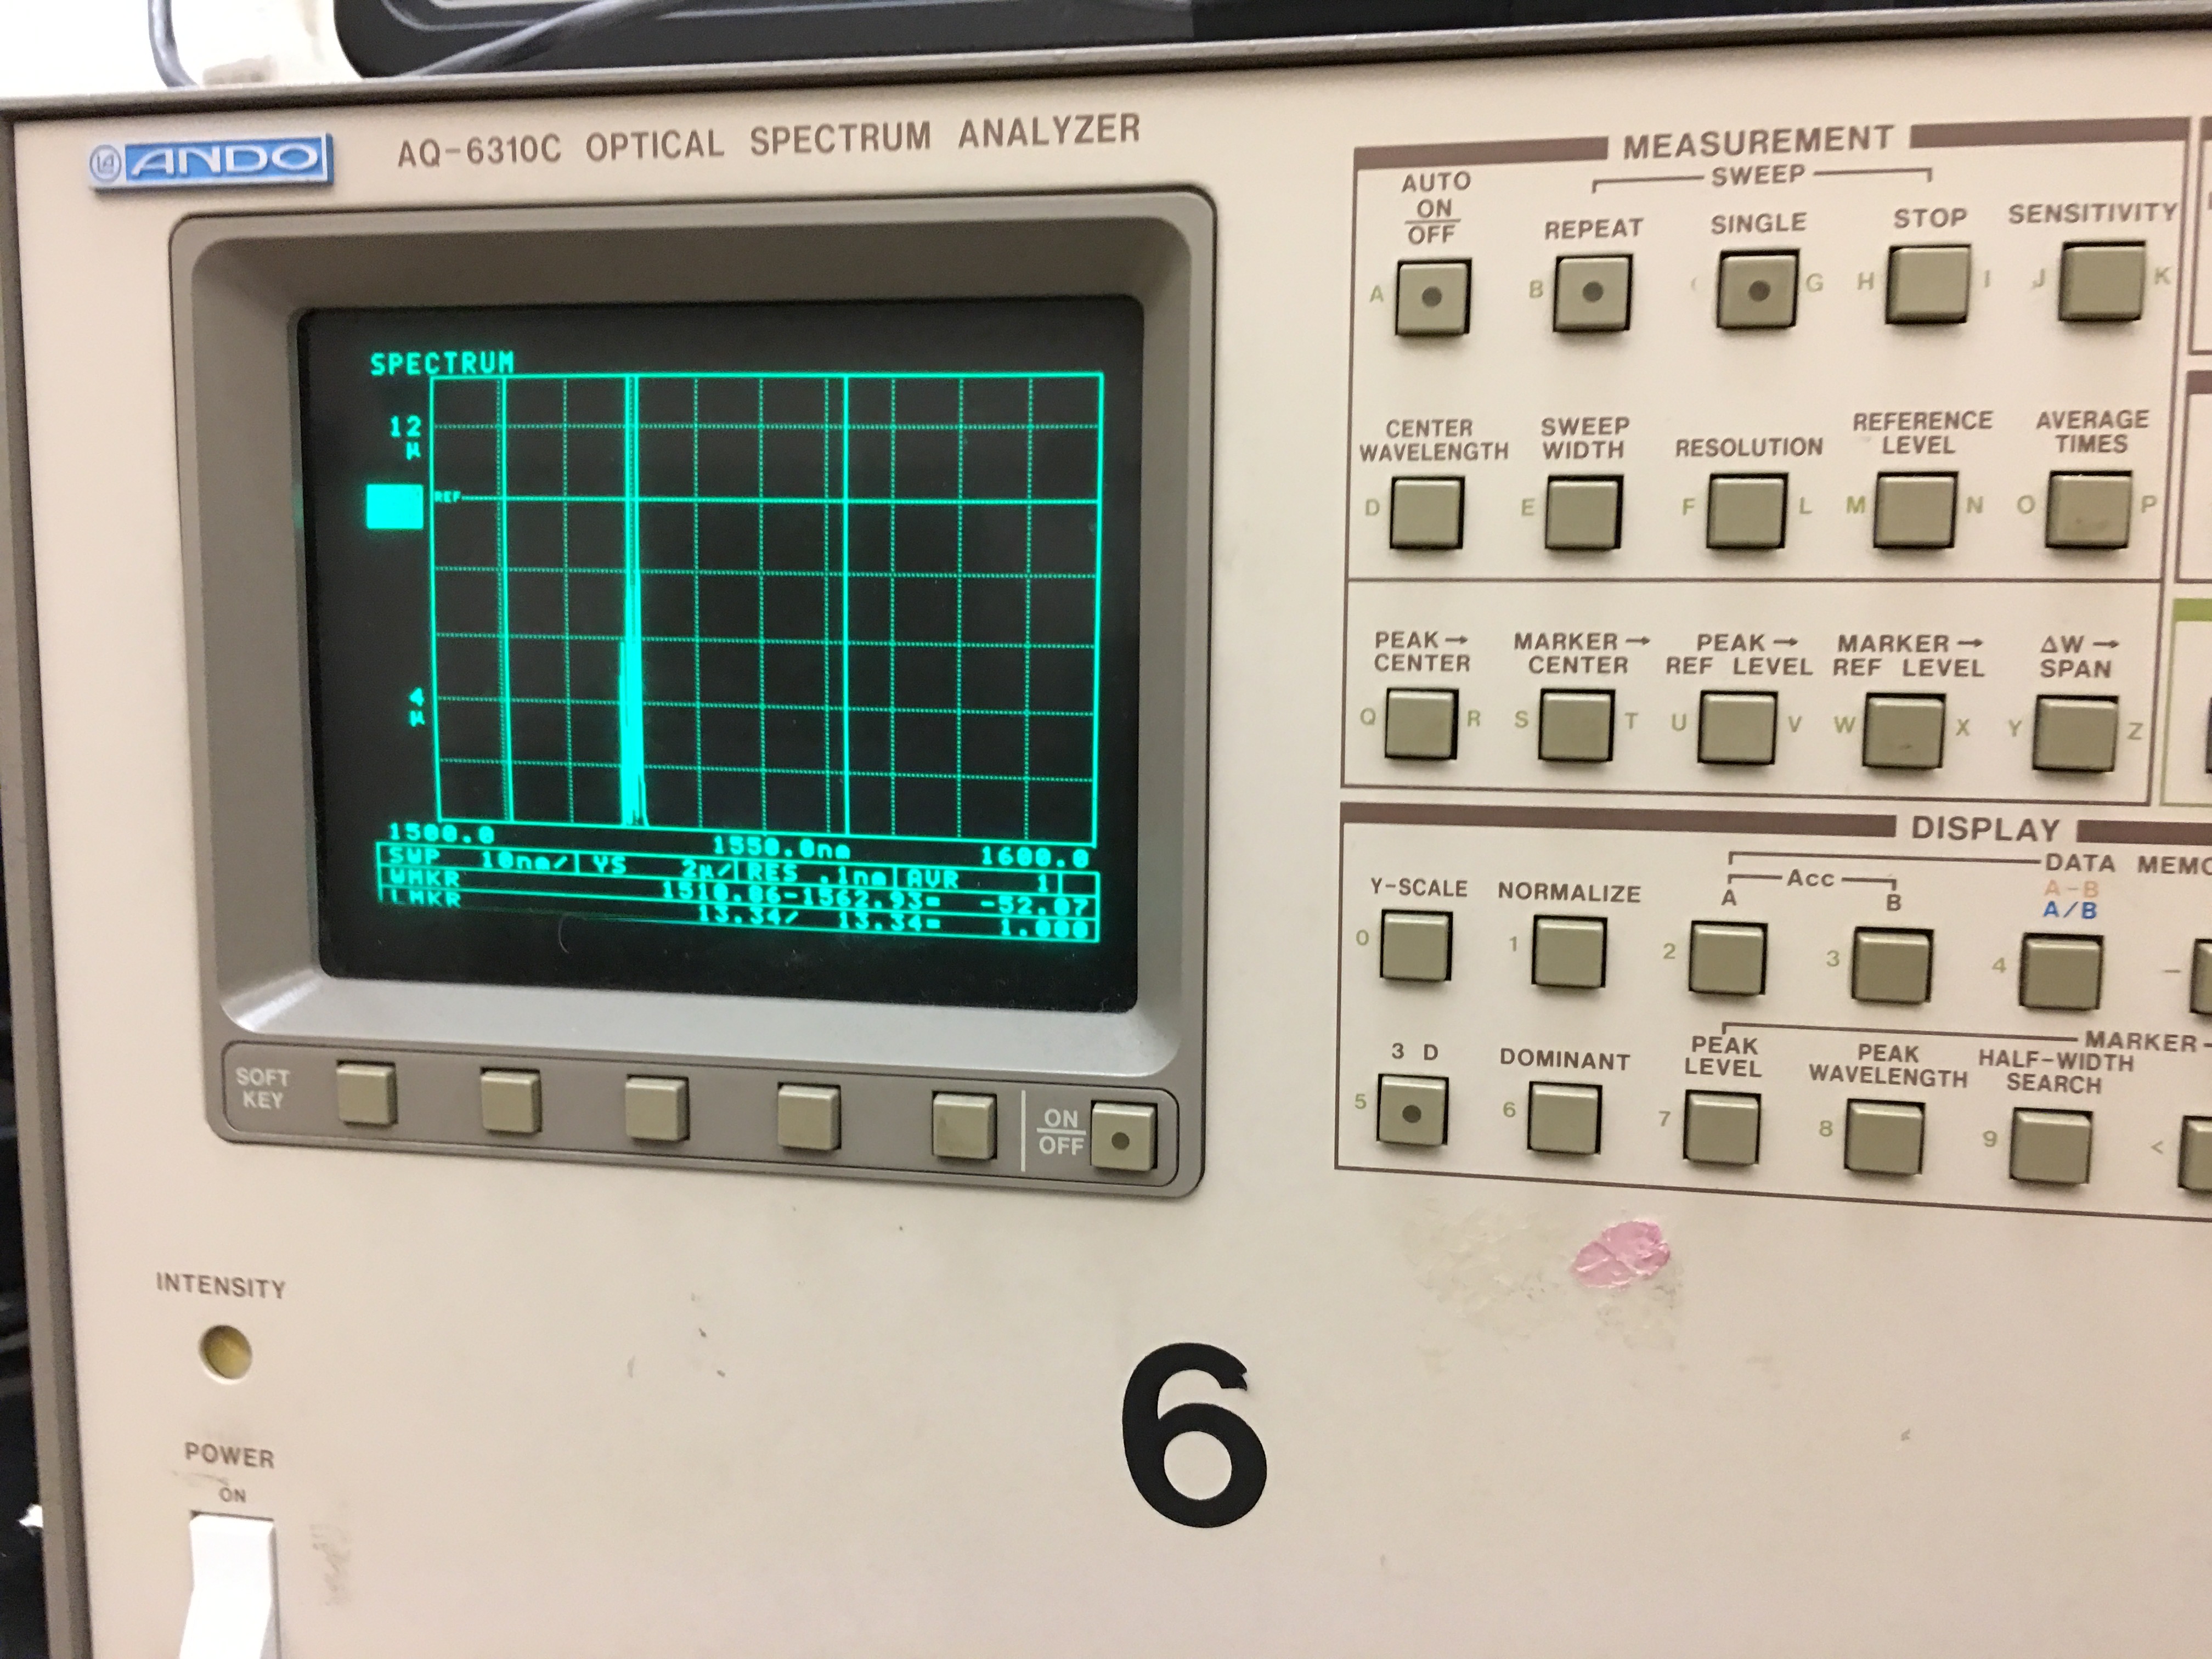 ANDO
AQ-6310C OPTICAL SPECTRUM ANALYZER
SPECTRUM
12
μ
REF
4
μ
1500.0 1550.0nm 1600.0
SWP 10nm/ YS 2μ/ RES .1nm AVR 1
WMKR 1510.86-1562.93= -52.07
LMKR 13.34/ 13.34= 1.000
SOFT
KEY
ON
OFF
INTENSITY
POWER
ON
6
MEASUREMENT
SWEEP
AUTO
ON
OFF
REPEAT
SINGLE
STOP
SENSITIVITY
A B G H I J K
CENTER
WAVELENGTH
SWEEP
WIDTH
RESOLUTION
REFERENCE
LEVEL
AVERAGE
TIMES
D E F L M N O P
PEAK→
CENTER
MARKER→
CENTER
PEAK→
REF LEVEL
MARKER→
REF LEVEL
ΔW→
SPAN
Q R S T U V W X Y Z
DISPLAY
DATA
Acc
Y-SCALE
NORMALIZE
A
B
A-B
A/B
0 1 2 3 4 -
MARKER-
3 D
DOMINANT
PEAK
LEVEL
PEAK
WAVELENGTH
HALF-WIDTH
SEARCH
5 6 7 8 9 <